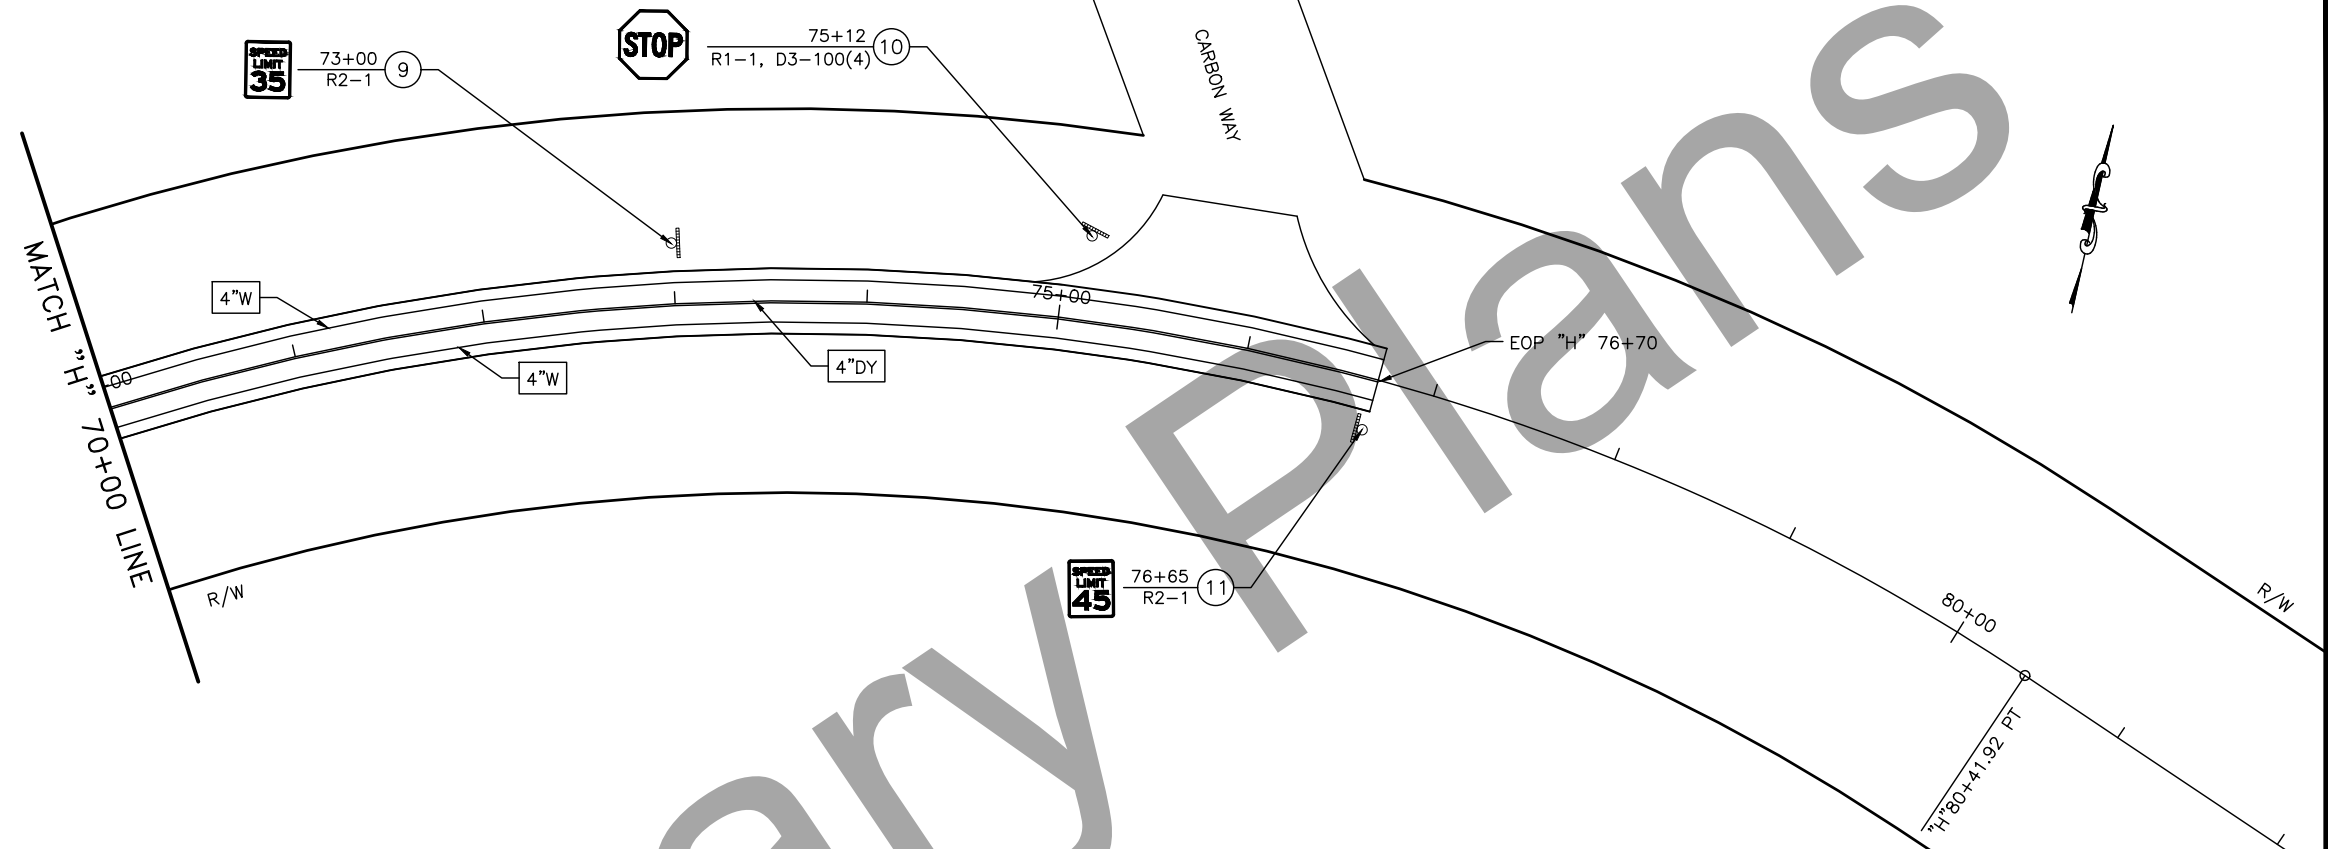 SPEED
LIMIT
35
73+00
R2-1
9
STOP
75+12
R1-1, D3-100(4)
10
CARBON WAY
MATCH "H" 70+00 LINE
4"W
00
4"W
4"DY
75+00
EOP "H" 76+70
SPEED
LIMIT
45
76+65
R2-1
11
R/W
R/W
80+00
"H"80+41.92 PT
ary Plans